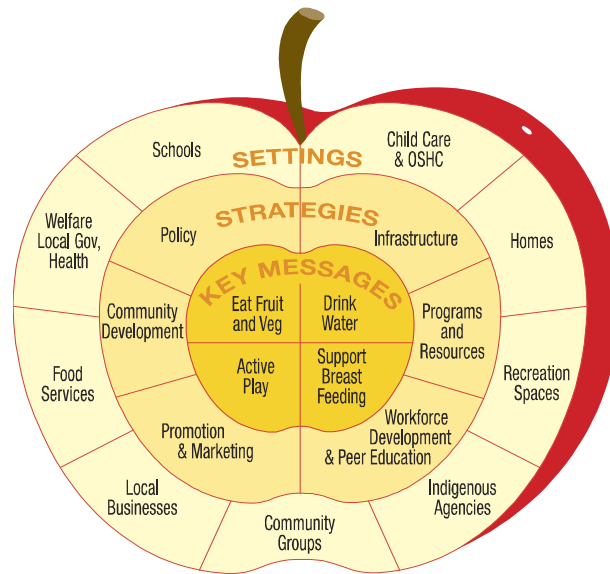 SETTINGS
Schools
Child Care
& OSHC
Welfare
Local Gov,
Health
Homes
Food
Services
Recreation
Spaces
Local
Businesses
Indigenous
Agencies
Community
Groups
STRATEGIES
Policy
Infrastructure
Community
Development
Programs
and
Resources
Promotion
& Marketing
Workforce
Development
& Peer Education
KEY MESSAGES
Eat Fruit
and Veg
Drink
Water
Active
Play
Support
Breast
Feeding